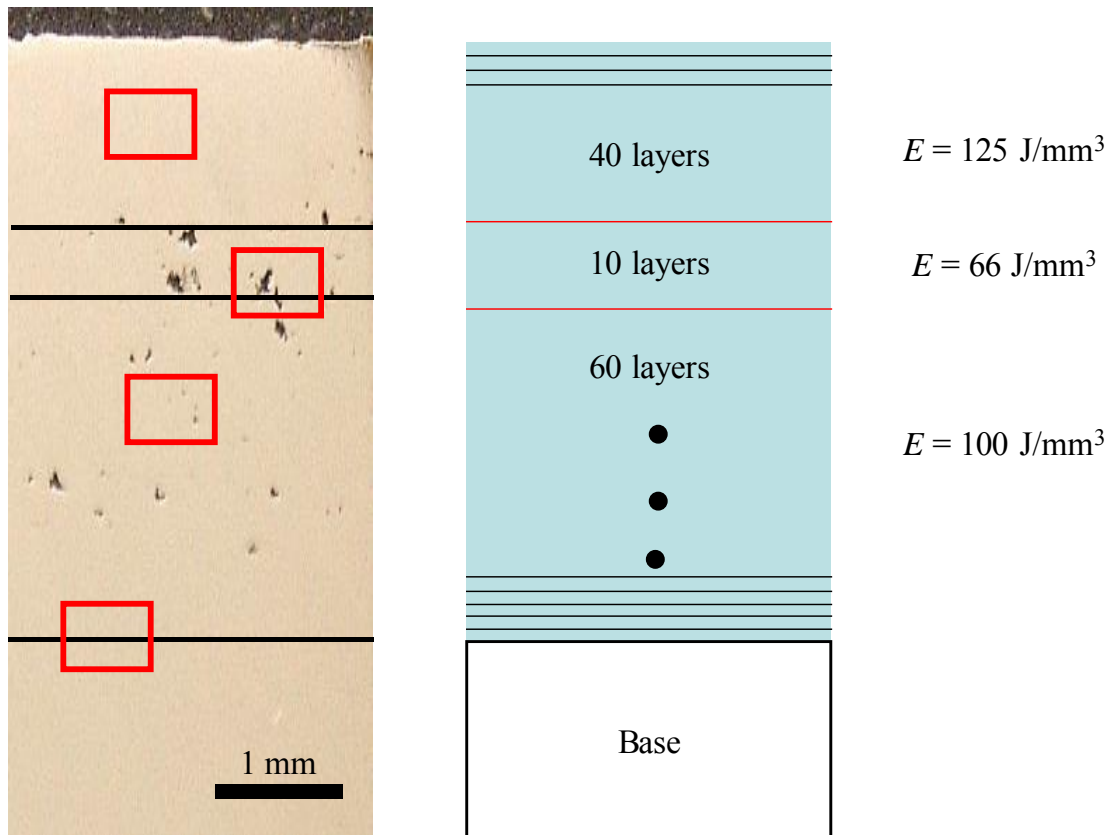 40 layers
E = 125 J/mm³
10 layers
E = 66 J/mm³
60 layers
E = 100 J/mm³
Base
1 mm